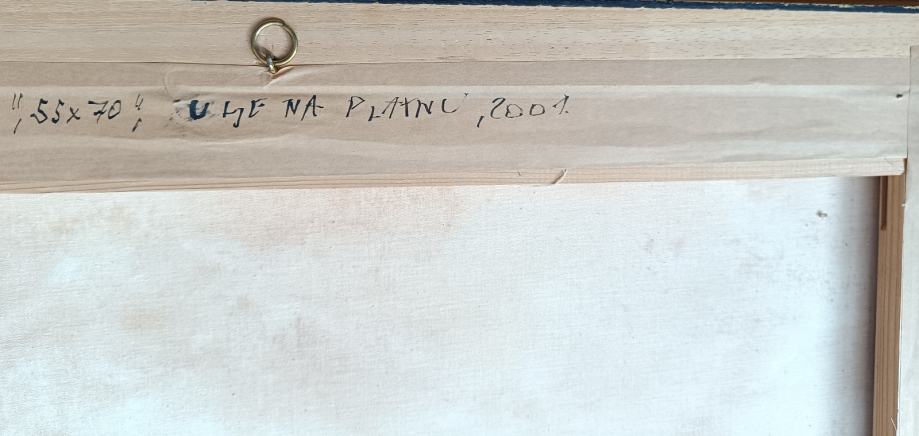 ",55x70", ULJE NA PLATNU, 2001.